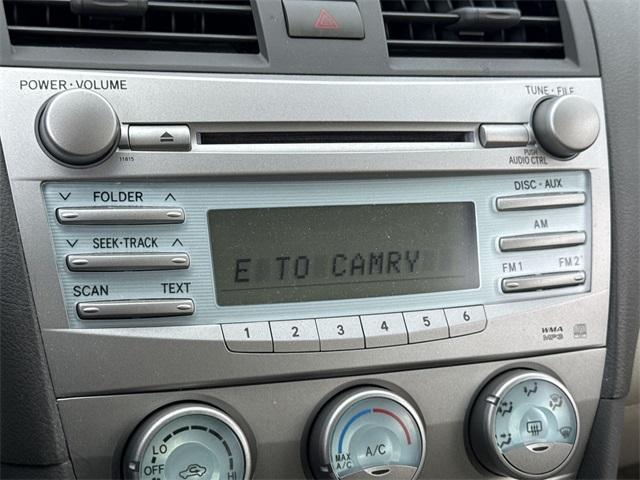 POWER·VOLUME
TUNE·FILE
11815
PUSH
AUDIO CTRL
FOLDER
DISC·AUX
SEEK·TRACK
AM
E TO CAMRY
SCAN TEXT
FM1 FM2
1 2 3 4 5 6
WMA
MP3
LO
OFF
HI
MAX
A/C
A/C